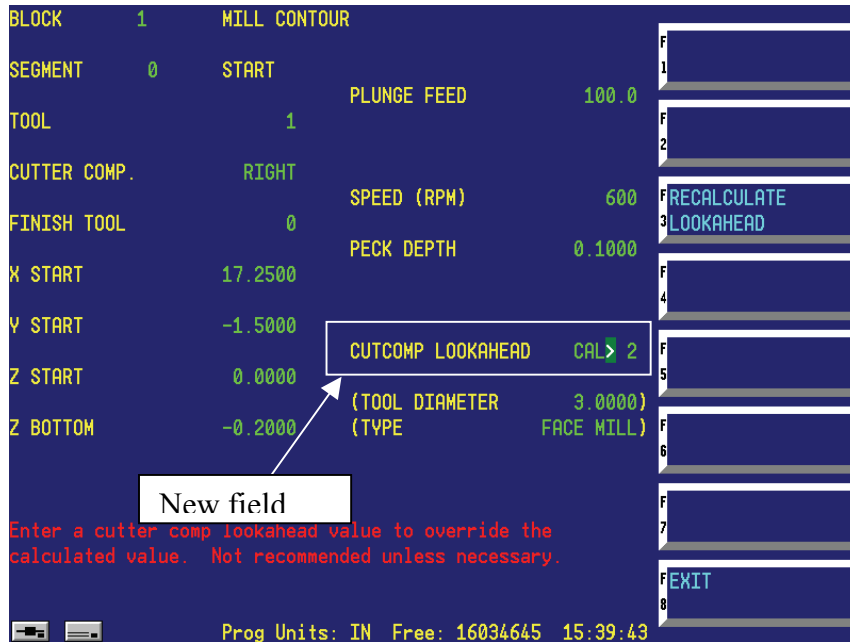 BLOCK 1 MILL CONTOUR
SEGMENT 0 START
PLUNGE FEED 100.0
TOOL 1
CUTTER COMP. RIGHT
SPEED (RPM) 600
FINISH TOOL 0
PECK DEPTH 0.1000
X START 17.2500
Y START -1.5000
CUTCOMP LOOKAHEAD CAL> 2
Z START 0.0000
(TOOL DIAMETER 3.0000)
Z BOTTOM -0.2000
(TYPE FACE MILL)
New field
Enter a cutter comp lookahead value to override the
calculated value. Not recommended unless necessary.
Prog Units: IN Free: 16034645 15:39:43
F1
F2
F3 RECALCULATE
LOOKAHEAD
F4
F5
F6
F7
F8 EXIT